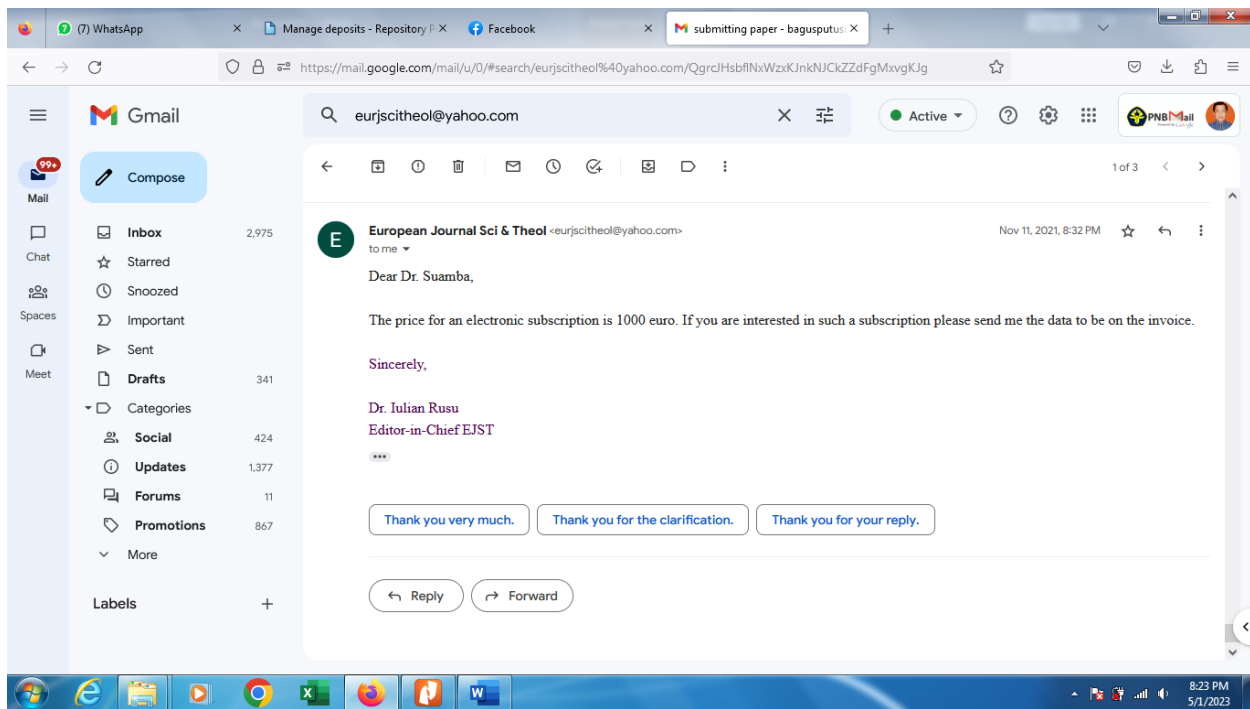 (7) WhatsApp
Manage deposits - Repository P
Facebook
submitting paper - bagusputus
https://mail.google.com/mail/u/0/#search/eurjscitheol%40yahoo.com/QgrcJHsbflNxWzxKJnkNJCkZZdFgMxvgKJg
Gmail
eurjscitheol@yahoo.com
Active
PNBMail
99+
Mail
Chat
Spaces
Meet
Compose
Inbox 2,975
Starred
Snoozed
Important
Sent
Drafts 341
Categories
Social 424
Updates 1,377
Forums 11
Promotions 867
More
Labels
1 of 3
E
European Journal Sci & Theol <eurjscitheol@yahoo.com>
Nov 11, 2021, 8:32 PM
to me
Dear Dr. Suamba,
The price for an electronic subscription is 1000 euro. If you are interested in such a subscription please send me the data to be on the invoice.
Sincerely,
Dr. Iulian Rusu
Editor-in-Chief EJST
Thank you very much.
Thank you for the clarification.
Thank you for your reply.
Reply
Forward
8:23 PM
5/1/2023